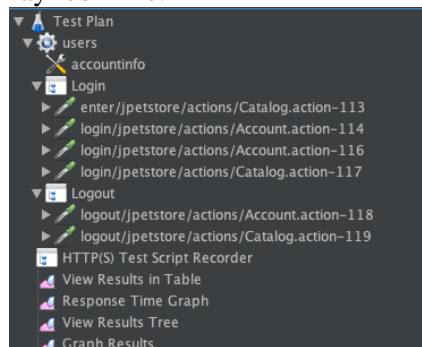 Test Plan
users
accountinfo
Login
enter/jpetstore/actions/Catalog.action-113
login/jpetstore/actions/Account.action-114
login/jpetstore/actions/Account.action-116
login/jpetstore/actions/Catalog.action-117
Logout
logout/jpetstore/actions/Account.action-118
logout/jpetstore/actions/Catalog.action-119
HTTP(S) Test Script Recorder
View Results in Table
Response Time Graph
View Results Tree
Graph Results